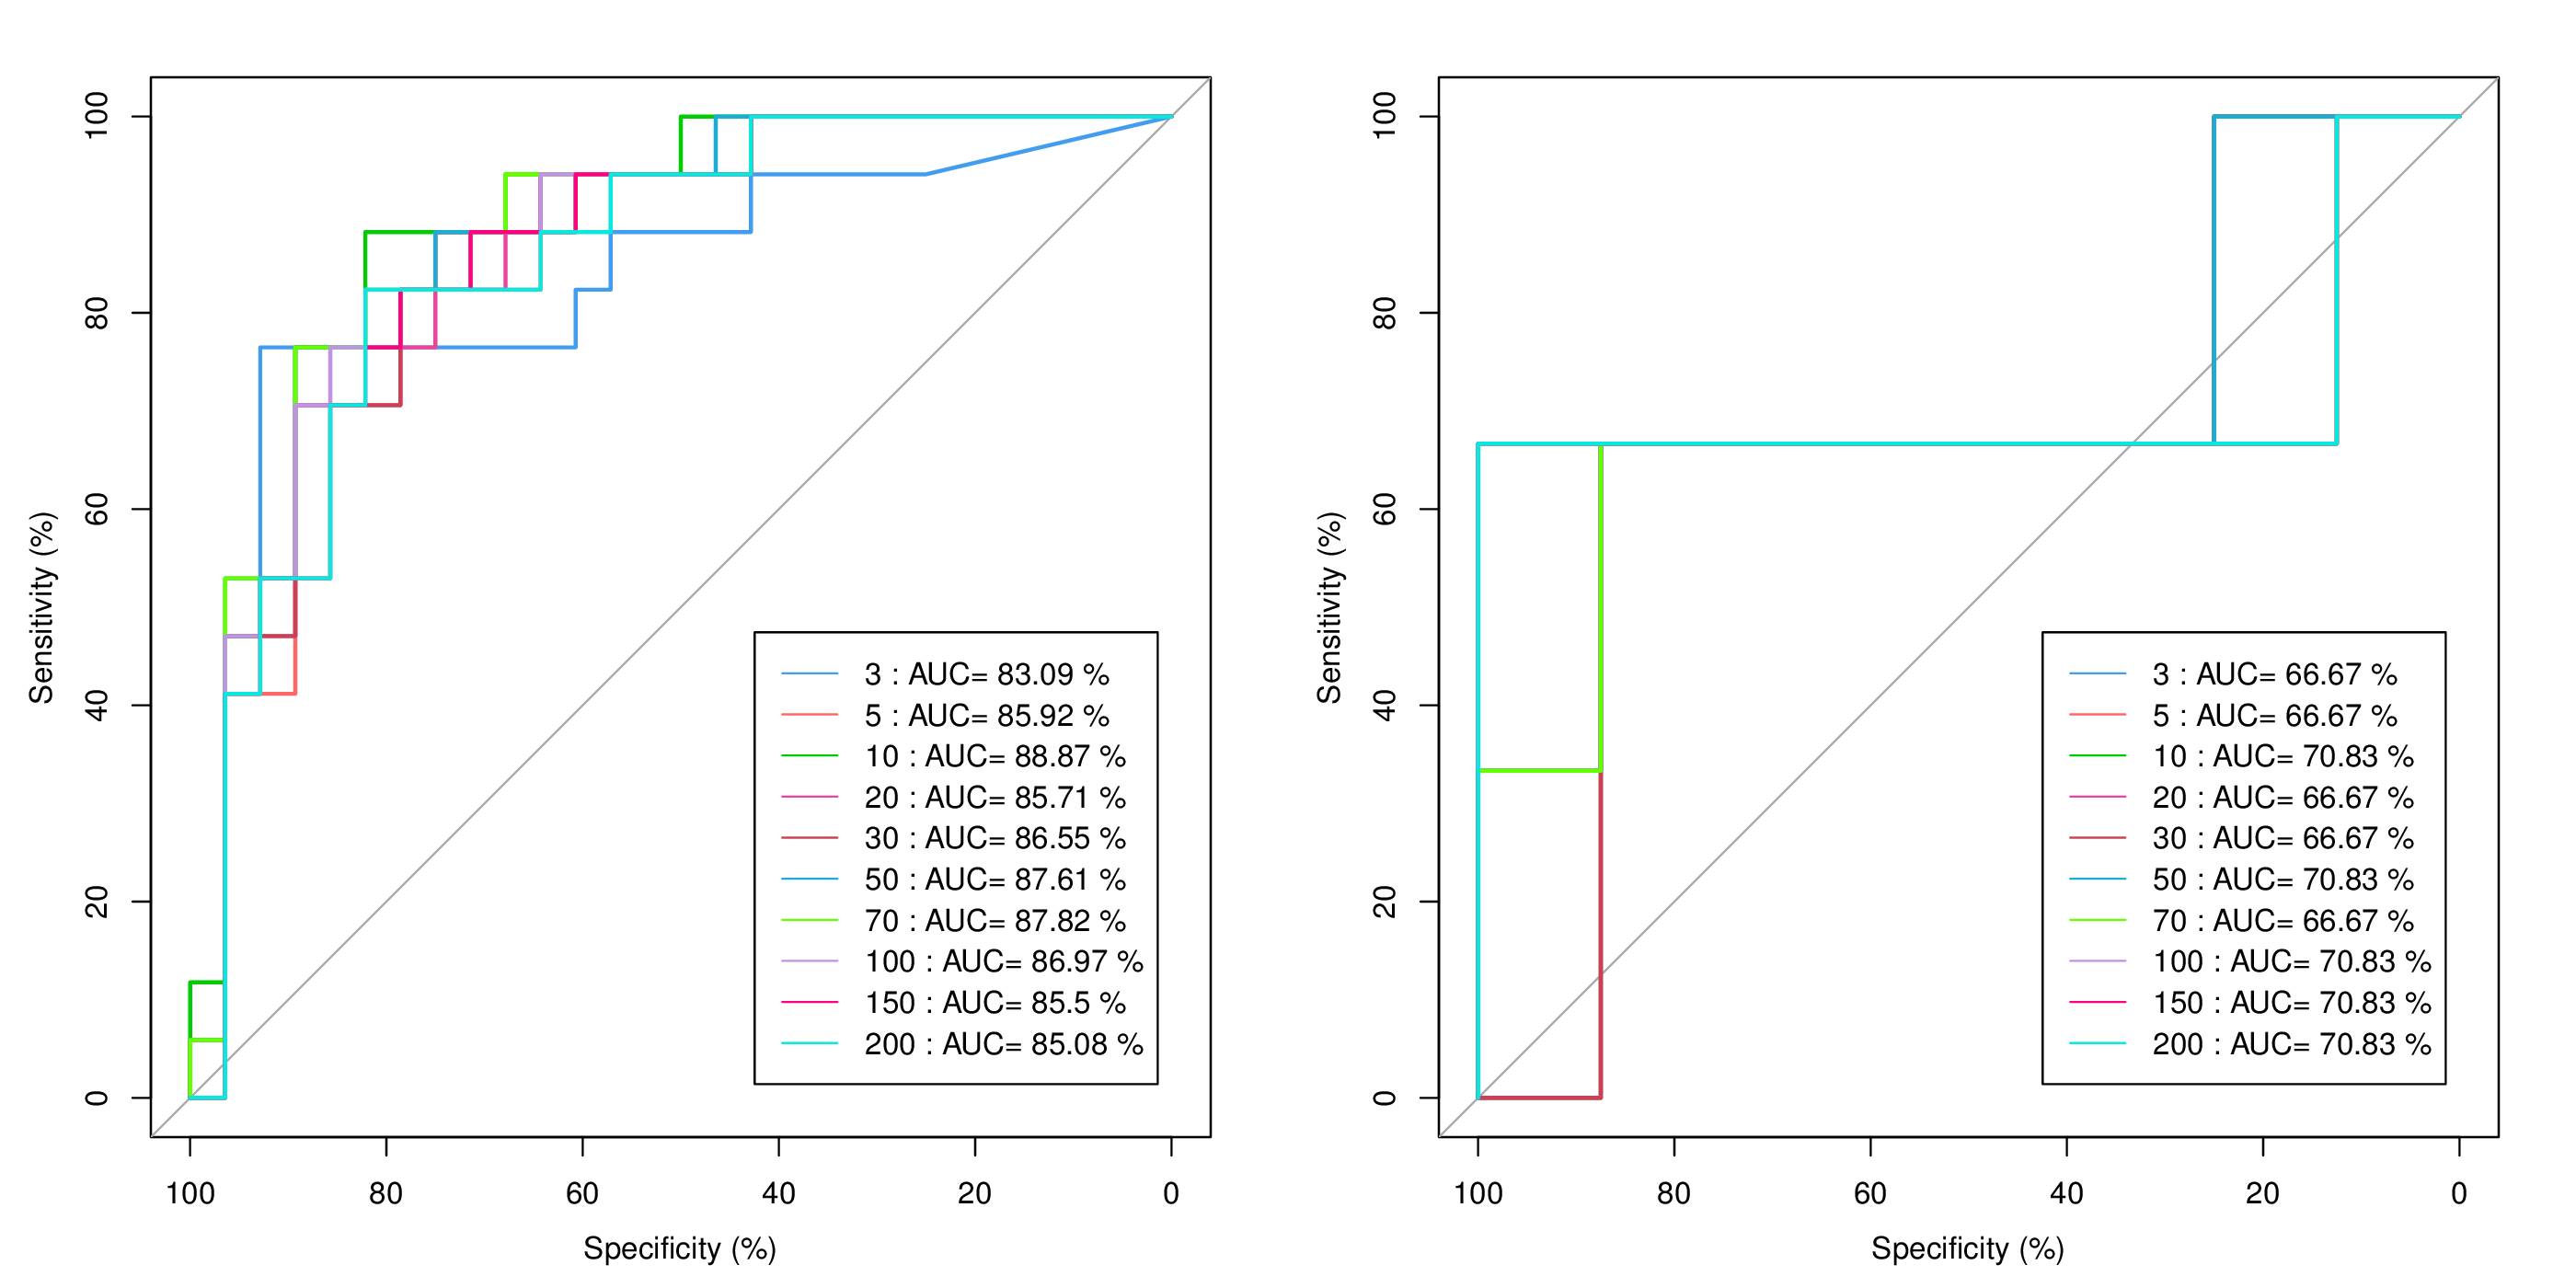 100
80
60
40
20
0
Sensitivity (%)
3 : AUC= 83.09 %
5 : AUC= 85.92 %
10 : AUC= 88.87 %
20 : AUC= 85.71 %
30 : AUC= 86.55 %
50 : AUC= 87.61 %
70 : AUC= 87.82 %
100 : AUC= 86.97 %
150 : AUC= 85.5 %
200 : AUC= 85.08 %
100 80 60 40 20 0
Specificity (%)
100
80
60
40
20
0
Sensitivity (%)
3 : AUC= 66.67 %
5 : AUC= 66.67 %
10 : AUC= 70.83 %
20 : AUC= 66.67 %
30 : AUC= 66.67 %
50 : AUC= 70.83 %
70 : AUC= 66.67 %
100 : AUC= 70.83 %
150 : AUC= 70.83 %
200 : AUC= 70.83 %
100 80 60 40 20 0
Specificity (%)